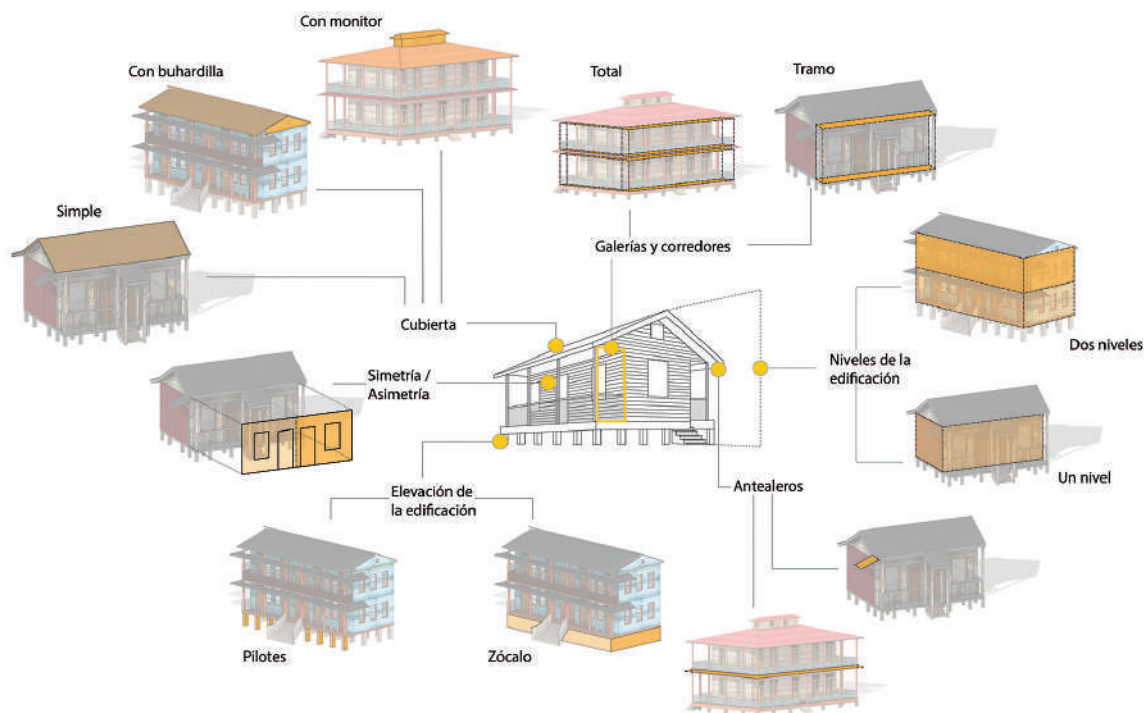 Con monitor
Con buhardilla
Total
Tramo
Simple
Galerías y corredores
Cubierta
Dos niveles
Niveles de la
edificación
Simetría /
Asimetría
Un nivel
Antealeros
Elevación de
la edificación
Pilotes
Zócalo